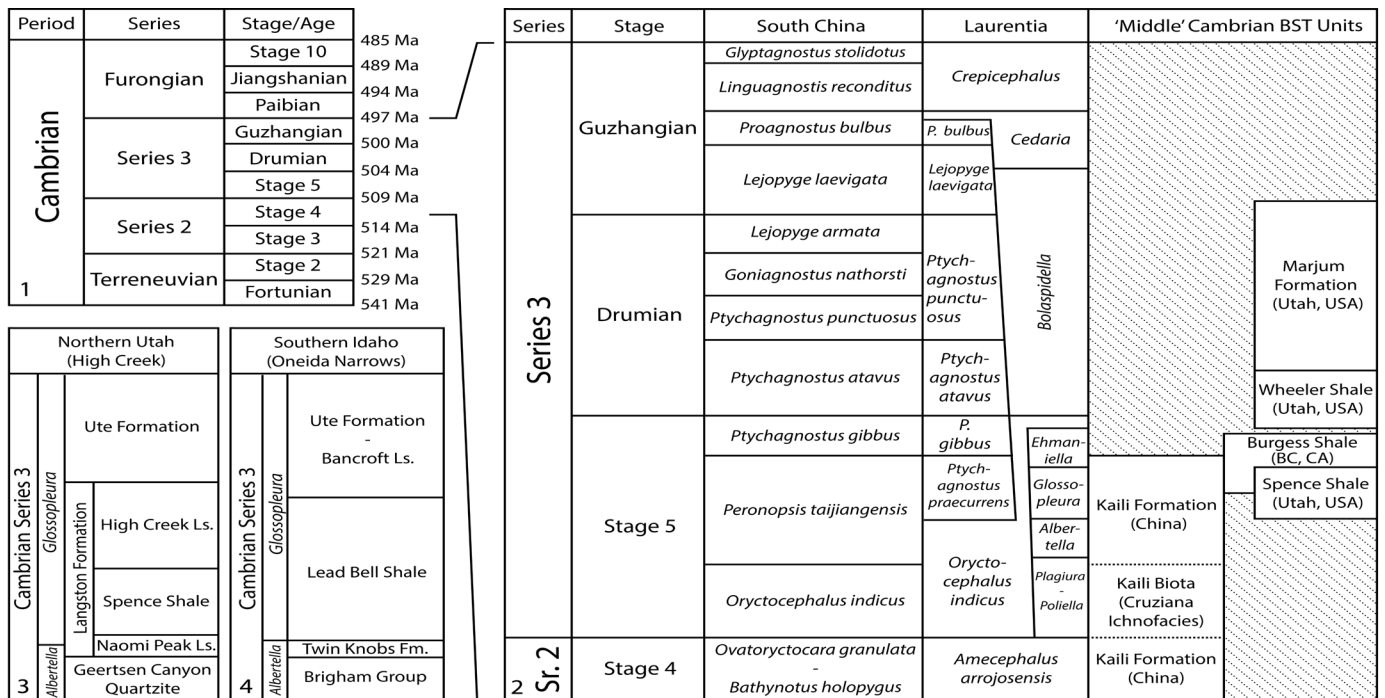 Period
Series
Stage/Age
Cambrian
Furongian
Series 3
Series 2
Terreneuvian
Stage 10
Jiangshanian
Paibian
Guzhangian
Drumian
Stage 5
Stage 4
Stage 3
Stage 2
Fortunian
485 Ma
489 Ma
494 Ma
497 Ma
500 Ma
504 Ma
509 Ma
514 Ma
521 Ma
529 Ma
541 Ma
1
Northern Utah
(High Creek)
Cambrian Series 3
Glossopleura
Albertella
Langston Formation
Ute Formation
High Creek Ls.
Spence Shale
Naomi Peak Ls.
Geertsen Canyon
Quartzite
3
Southern Idaho
(Oneida Narrows)
Cambrian Series 3
Glossopleura
Albertella
Ute Formation
-
Bancroft Ls.
Lead Bell Shale
Twin Knobs Fm.
Brigham Group
4
Series
Stage
South China
Laurentia
'Middle' Cambrian BST Units
Series 3
Sr. 2
2
Guzhangian
Drumian
Stage 5
Stage 4
Glyptagnostus stolidotus
Linguagnostis reconditus
Proagnostus bulbus
Lejopyge laevigata
Lejopyge armata
Goniagnostus nathorsti
Ptychagnostus punctuosus
Ptychagnostus atavus
Ptychagnostus gibbus
Peronopsis taijiangensis
Oryctocephalus indicus
Ovatoryctocara granulata
-
Bathynotus holopygus
Crepicephalus
P. bulbus
Cedaria
Lejopyge
laevigata
Ptych-
agnostus
punctu-
osus
Bolaspidella
Ptych-
agnostus
atavus
P.
gibbus
Ptych-
agnostus
praecurrens
Orycto-
cephalus
indicus
Ehman-
iella
Glosso-
pleura
Alber-
tella
Plagiura
-
Poliella
Amecephalus
arrojosensis
Marjum
Formation
(Utah, USA)
Wheeler Shale
(Utah, USA)
Burgess Shale
(BC, CA)
Spence Shale
(Utah, USA)
Kaili Formation
(China)
Kaili Biota
(Cruziana
Ichnofacies)
Kaili Formation
(China)